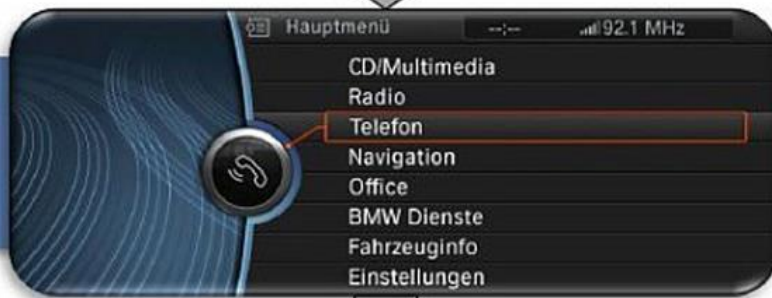 Hauptmenü --:-- 92.1 MHz
CD/Multimedia
Radio
Telefon
Navigation
Office
BMW Dienste
Fahrzeuginfo
Einstellungen